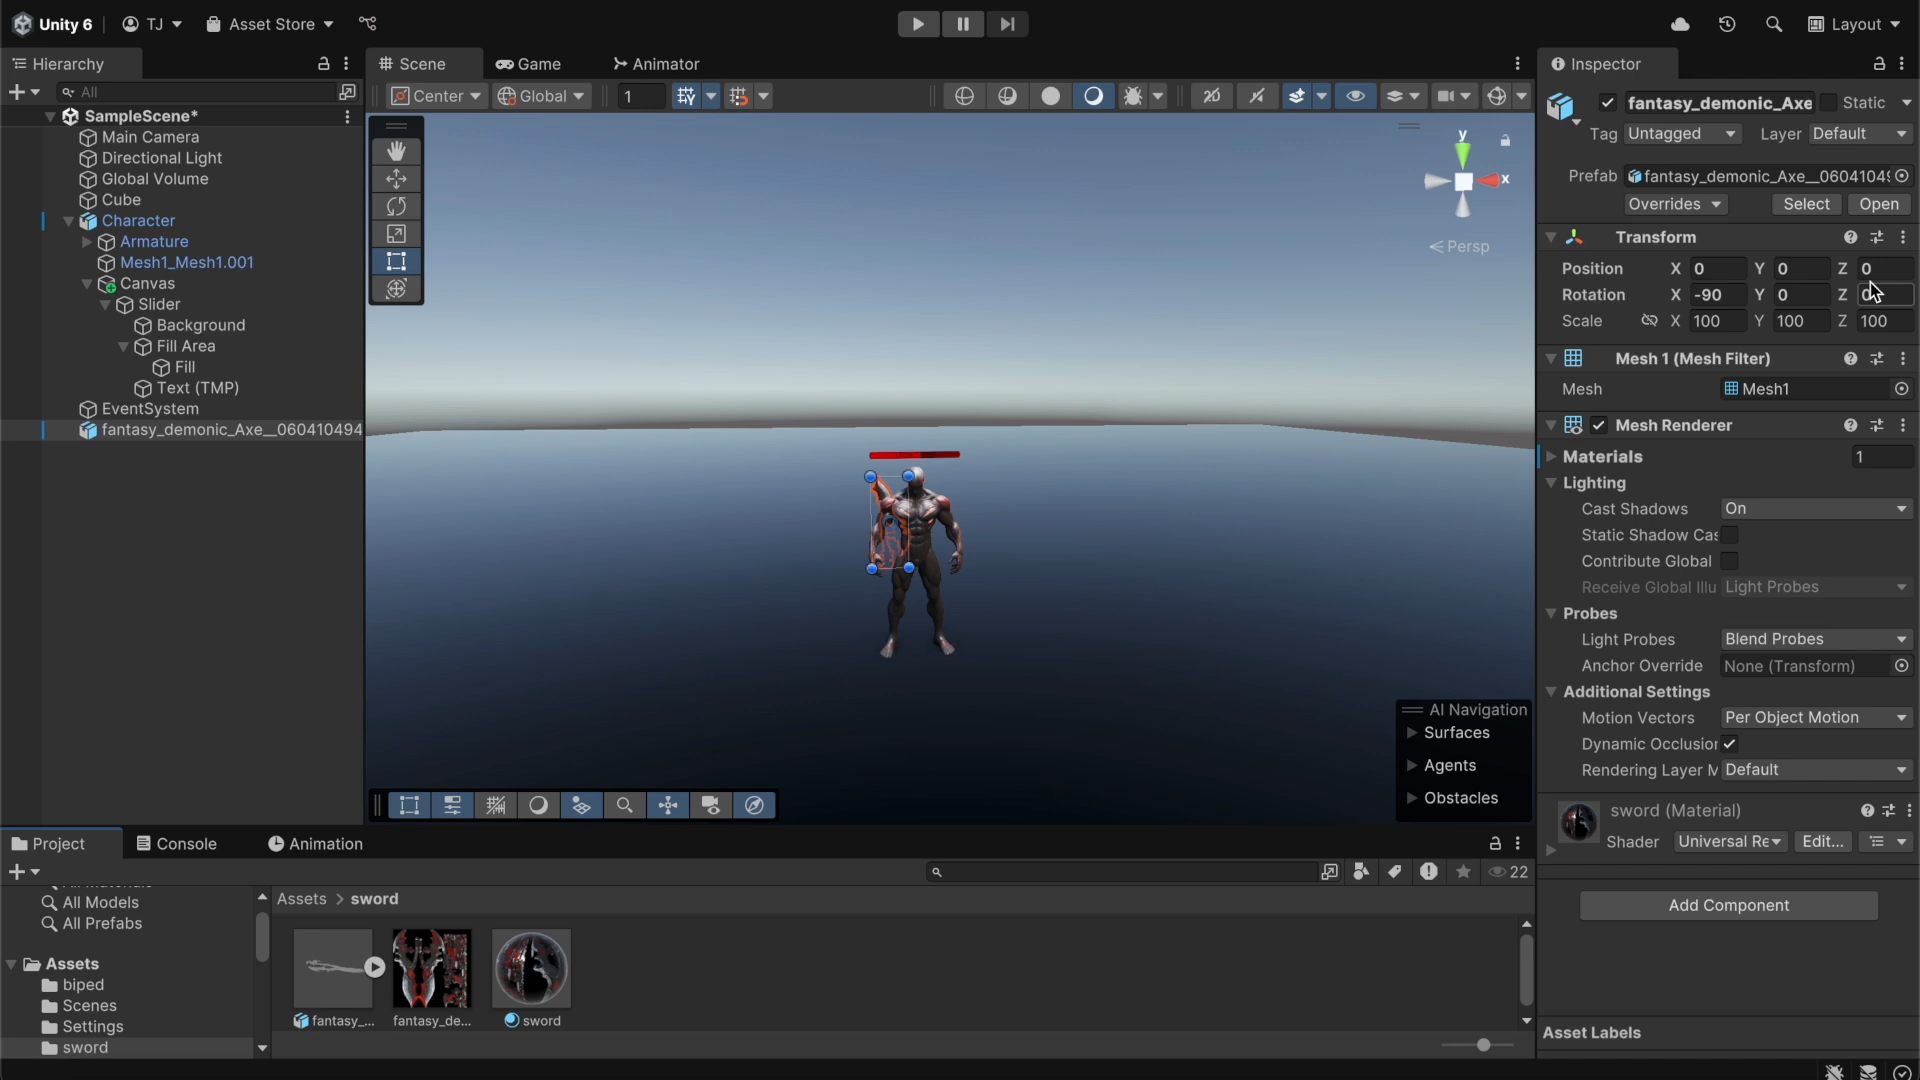 Unity 6 TJ Asset Store Layout
Hierarchy
All
SampleScene*
Main Camera
Directional Light
Global Volume
Cube
Character
Armature
Mesh1_Mesh1.001
Canvas
Slider
Background
Fill Area
Fill
Text (TMP)
EventSystem
fantasy_demonic_Axe__060410494
Scene Game Animator
Center Global 1
y
x
Persp
AI Navigation
Surfaces
Agents
Obstacles
Inspector
fantasy_demonic_Axe Static
Tag Untagged Layer Default
Prefab fantasy_demonic_Axe__0604104
Overrides Select Open
Transform
Position X 0 Y 0 Z 0
Rotation X -90 Y 0 Z 0
Scale X 100 Y 100 Z 100
Mesh 1 (Mesh Filter)
Mesh Mesh1
Mesh Renderer
Materials 1
Lighting
Cast Shadows On
Static Shadow Cas
Contribute Global
Receive Global Illu Light Probes
Probes
Light Probes Blend Probes
Anchor Override None (Transform)
Additional Settings
Motion Vectors Per Object Motion
Dynamic Occlusion
Rendering Layer M Default
sword (Material)
Shader Universal Re Edit...
Add Component
Asset Labels
Project Console Animation
22
All Models
All Prefabs
Assets
biped
Scenes
Settings
sword
Assets > sword
fantasy_... fantasy_de... sword